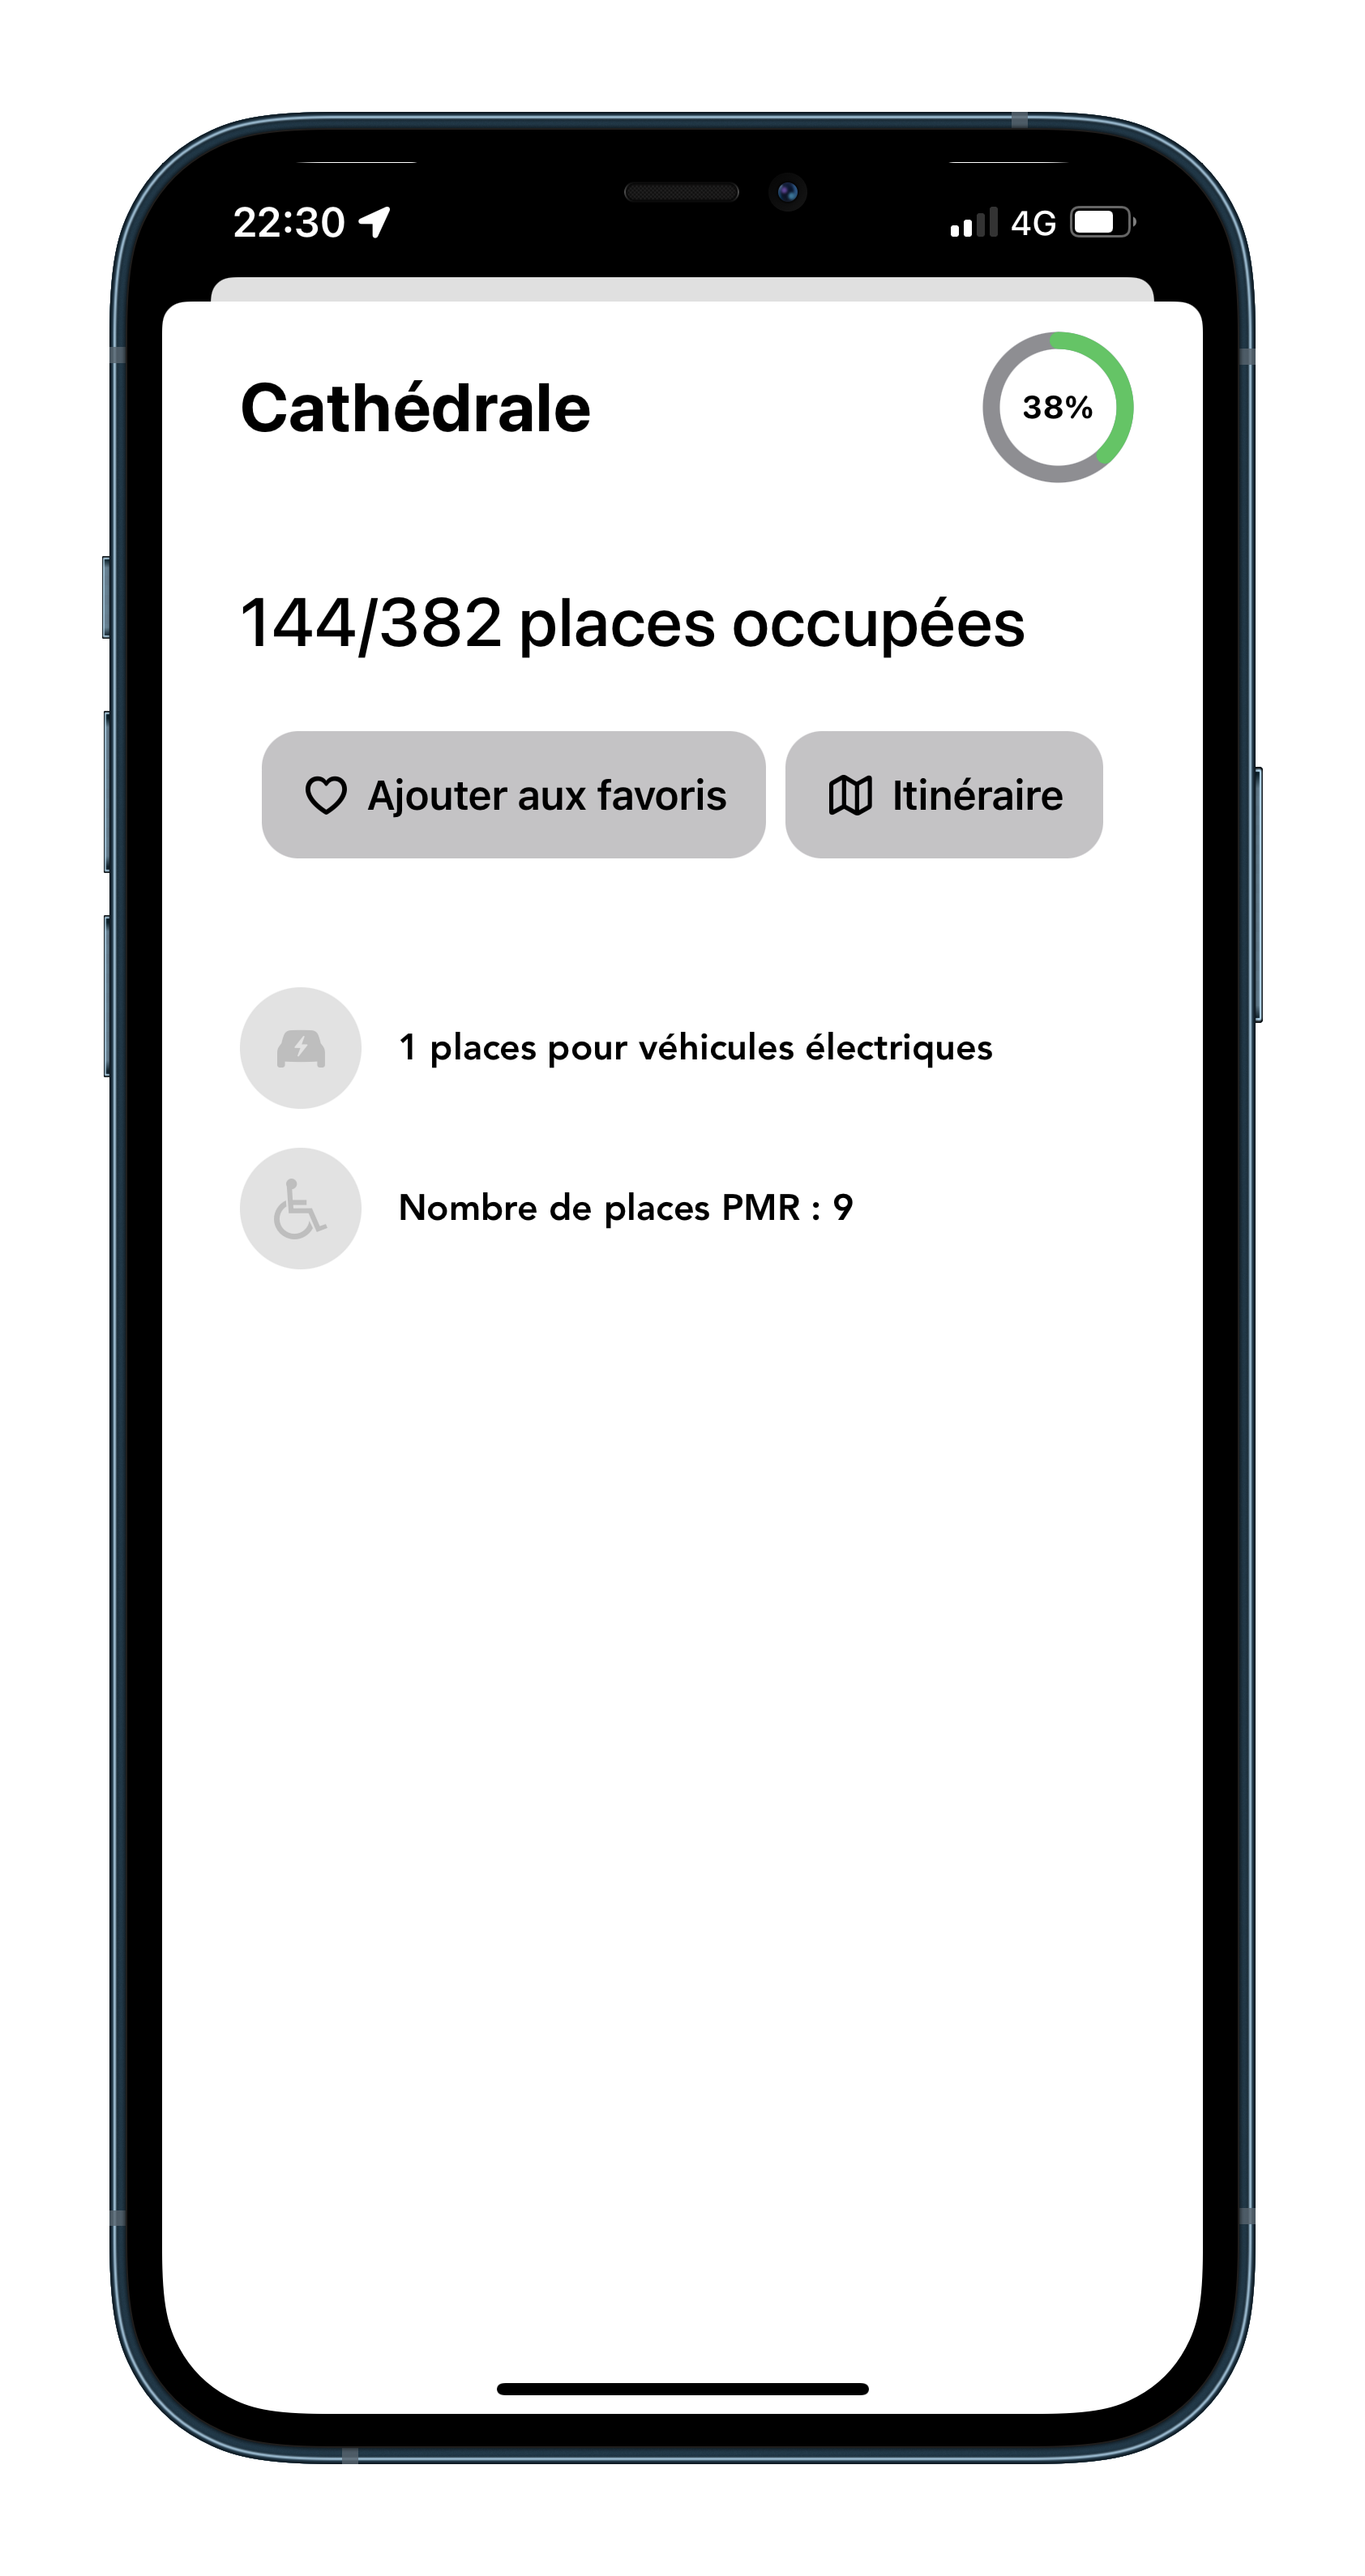 22:30
4G
Cathédrale
38%
144/382 places occupées
Ajouter aux favoris
Itinéraire
1 places pour véhicules électriques
Nombre de places PMR : 9